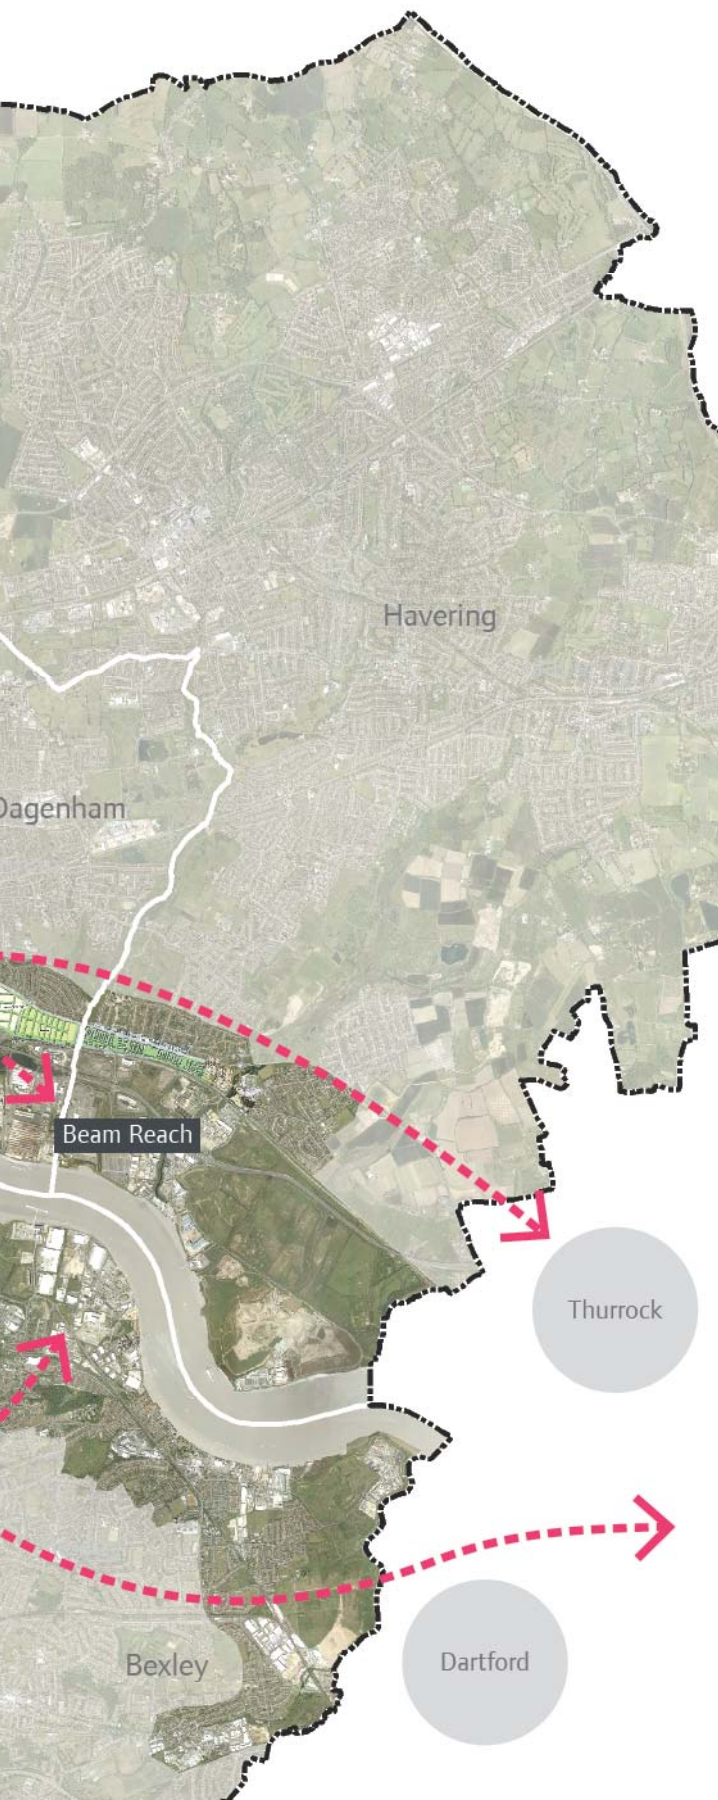 Havering
Dagenham
Beam Reach
Thurrock
Bexley
Dartford